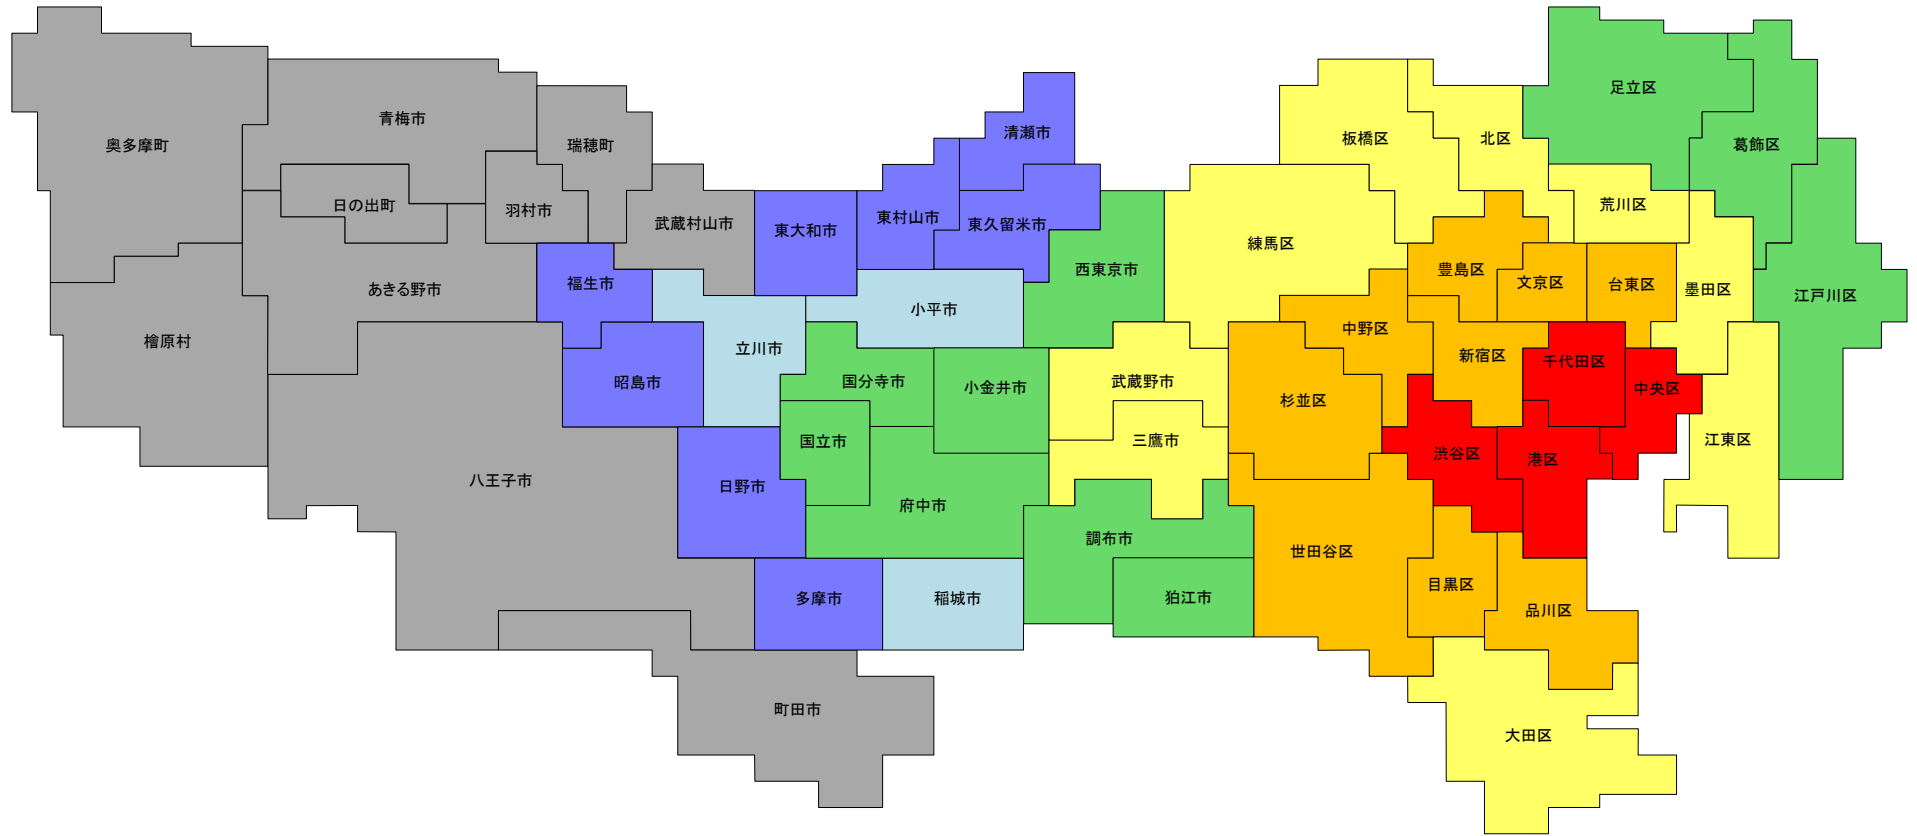 足立区
青梅市
清瀬市
板橋区
北区
奥多摩町
瑞穂町
葛飾区
日の出町
羽村市
荒川区
武蔵村山市
東大和市
東村山市
東久留米市
練馬区
西東京市
豊島区
文京区
台東区
墨田区
江戸川区
あきる野市
福生市
小平市
中野区
檜原村
立川市
新宿区
千代田区
昭島市
国分寺市
小金井市
武蔵野市
杉並区
中央区
国立市
三鷹市
渋谷区
港区
江東区
八王子市
日野市
府中市
調布市
世田谷区
目黒区
多摩市
稲城市
狛江市
品川区
町田市
大田区